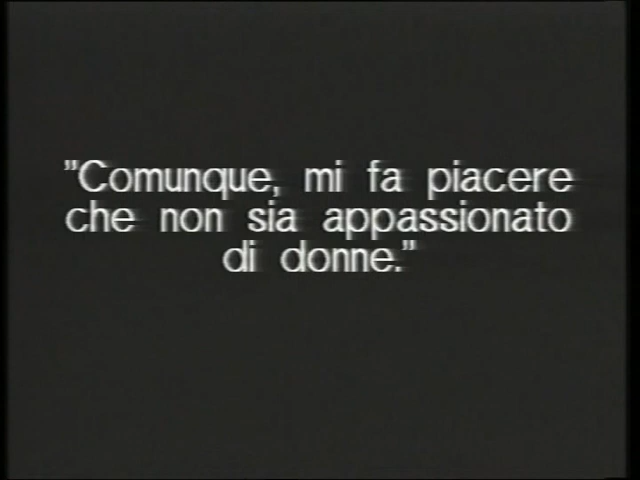 "Comunque, mi fa piacere
che non sia appassionato
di donne."